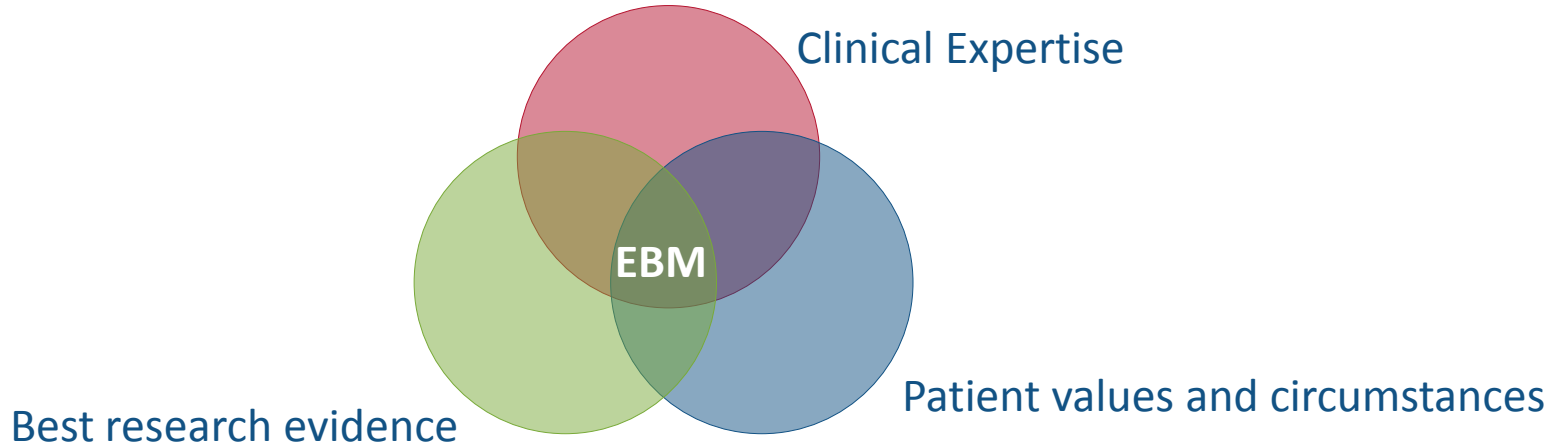 Clinical Expertise
EBM
Patient values and circumstances
Best research evidence